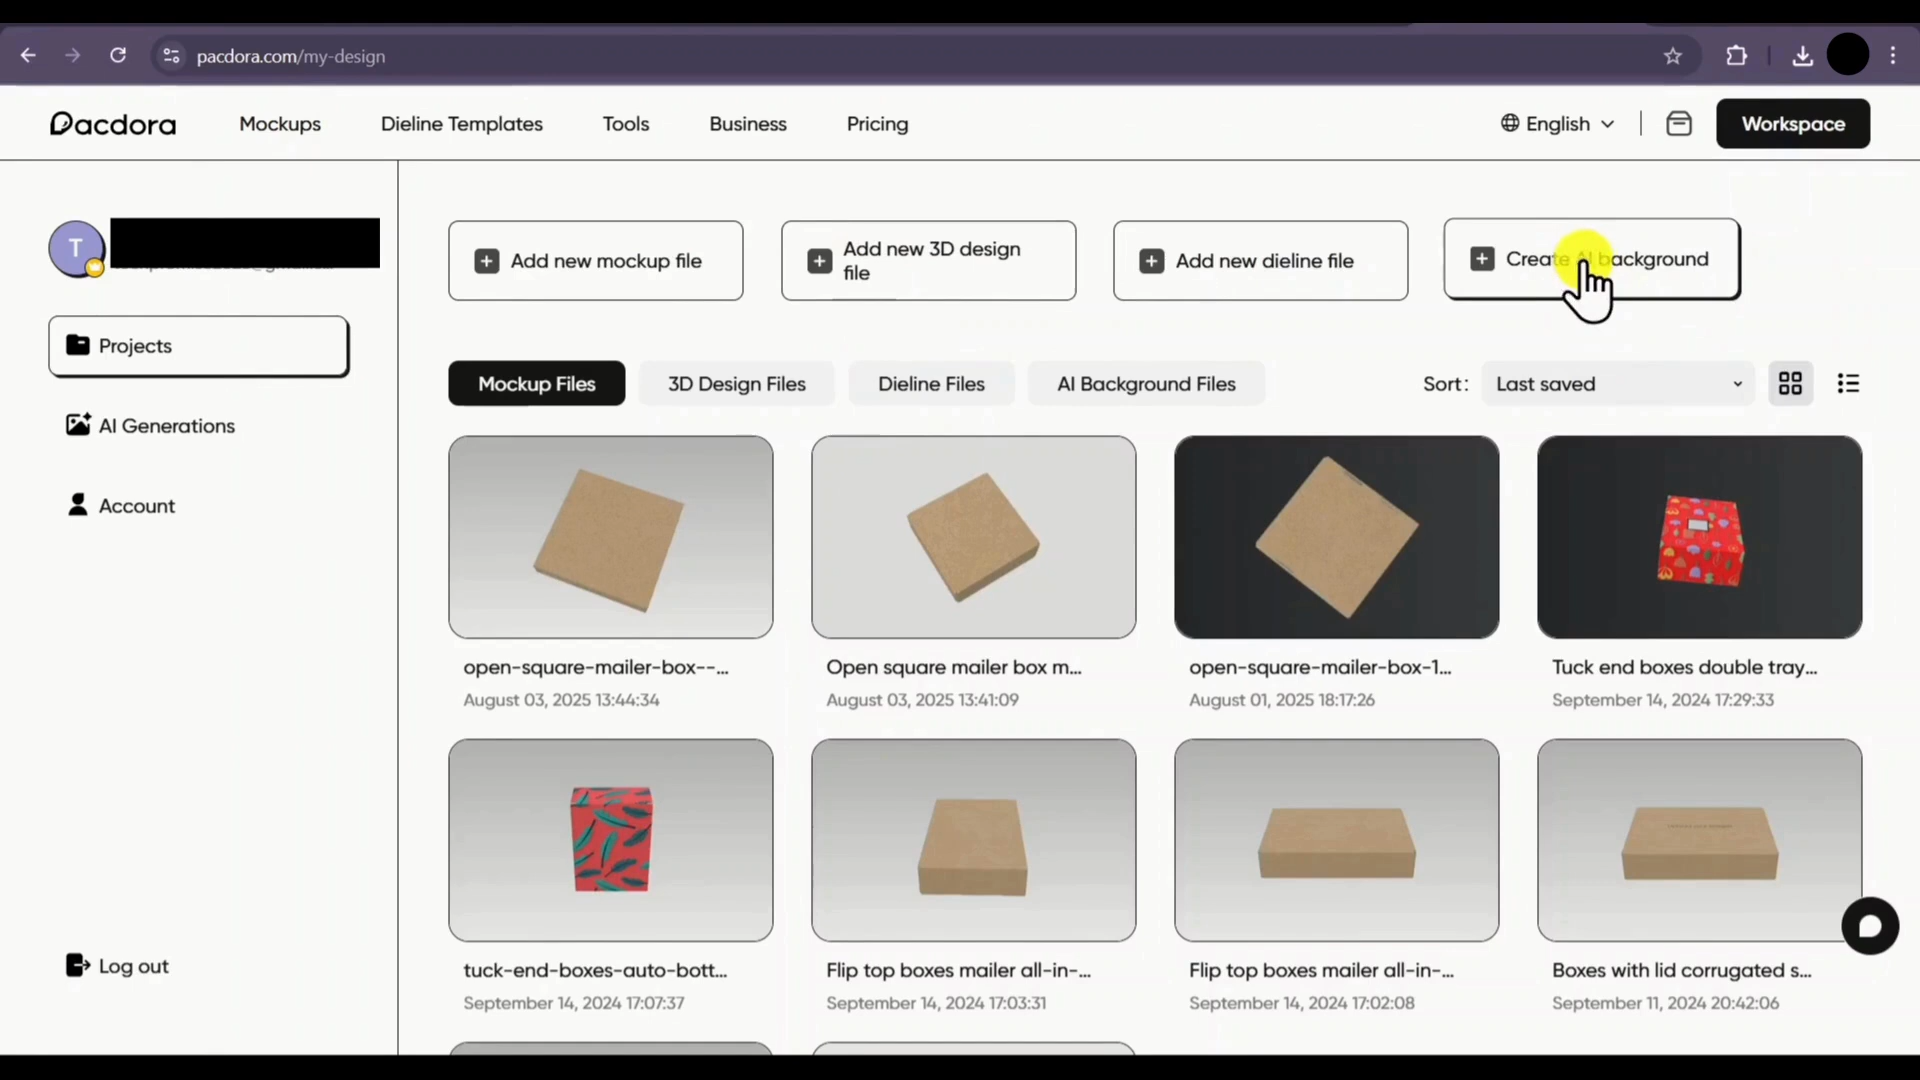 pacdora.com/my-design
Pacdora
Mockups
Dieline Templates
Tools
Business
Pricing
English
Workspace
T
Projects
AI Generations
Account
Log out
Add new mockup file
Add new 3D design
file
Add new dieline file
Create AI background
Mockup Files
3D Design Files
Dieline Files
AI Background Files
Sort:
Last saved
open-square-mailer-box--...
Open square mailer box m...
open-square-mailer-box-1...
Tuck end boxes double tray...
August 03, 2025 13:44:34
August 03, 2025 13:41:09
August 01, 2025 18:17:26
September 14, 2024 17:29:33
tuck-end-boxes-auto-bott...
Flip top boxes mailer all-in-...
Flip top boxes mailer all-in-...
Boxes with lid corrugated s...
September 14, 2024 17:07:37
September 14, 2024 17:03:31
September 14, 2024 17:02:08
September 11, 2024 20:42:06